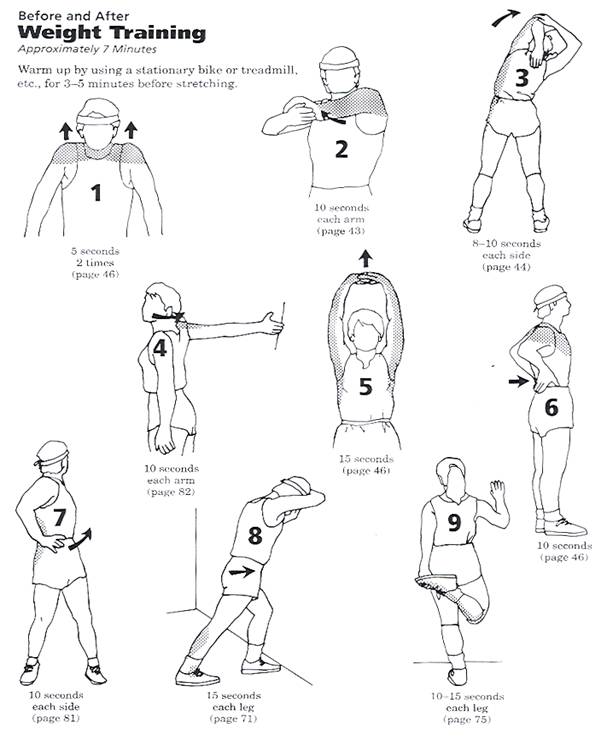 Before and After
Weight Training
Approximately 7 Minutes
Warm up by using a stationary bike or treadmill,
etc., for 3–5 minutes before stretching.
1
5 seconds
2 times
(page 46)
2
10 seconds
each arm
(page 43)
3
8–10 seconds
each side
(page 44)
4
10 seconds
each arm
(page 82)
5
15 seconds
(page 46)
6
10 seconds
(page 46)
7
10 seconds
each side
(page 81)
8
15 seconds
each leg
(page 71)
9
10–15 seconds
each leg
(page 75)